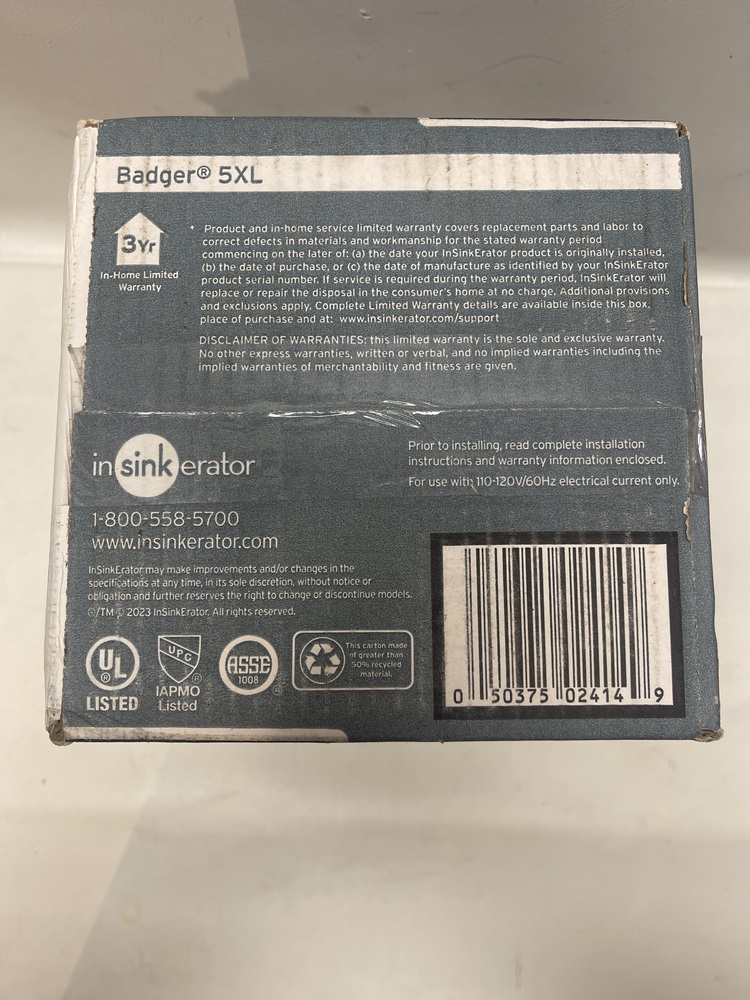 Badger® 5XL
3Yr
In-Home Limited
Warranty
* Product and in-home service limited warranty covers replacement parts and labor to
correct defects in materials and workmanship for the stated warranty period
commencing on the later of: (a) the date your InSinkErator product is originally installed,
(b) the date of purchase, or (c) the date of manufacture as identified by your InSinkErator
product serial number. If service is required during the warranty period, InSinkErator will
replace or repair the disposal in the consumer's home at no charge. Additional provisions
and exclusions apply. Complete Limited Warranty details are available inside this box,
place of purchase and at: www.insinkerator.com/support
DISCLAIMER OF WARRANTIES: this limited warranty is the sole and exclusive warranty.
No other express warranties, written or verbal, and no implied warranties including the
implied warranties of merchantability and fitness are given.
in sink erator
Prior to installing, read complete installation
instructions and warranty information enclosed.
For use with 110-120V/60Hz electrical current only.
1-800-558-5700
www.insinkerator.com
InSinkErator may make improvements and/or changes in the
specifications at any time, in its sole discretion, without notice or
obligation and further reserves the right to change or discontinue models.
®/TM © 2023 InSinkErator. All rights reserved.
UL ®
LISTED
UPC ®
IAPMO
Listed
ASSE
1008
®
This carton made
of greater than
50% recycled
material.
0 50375 02414 9